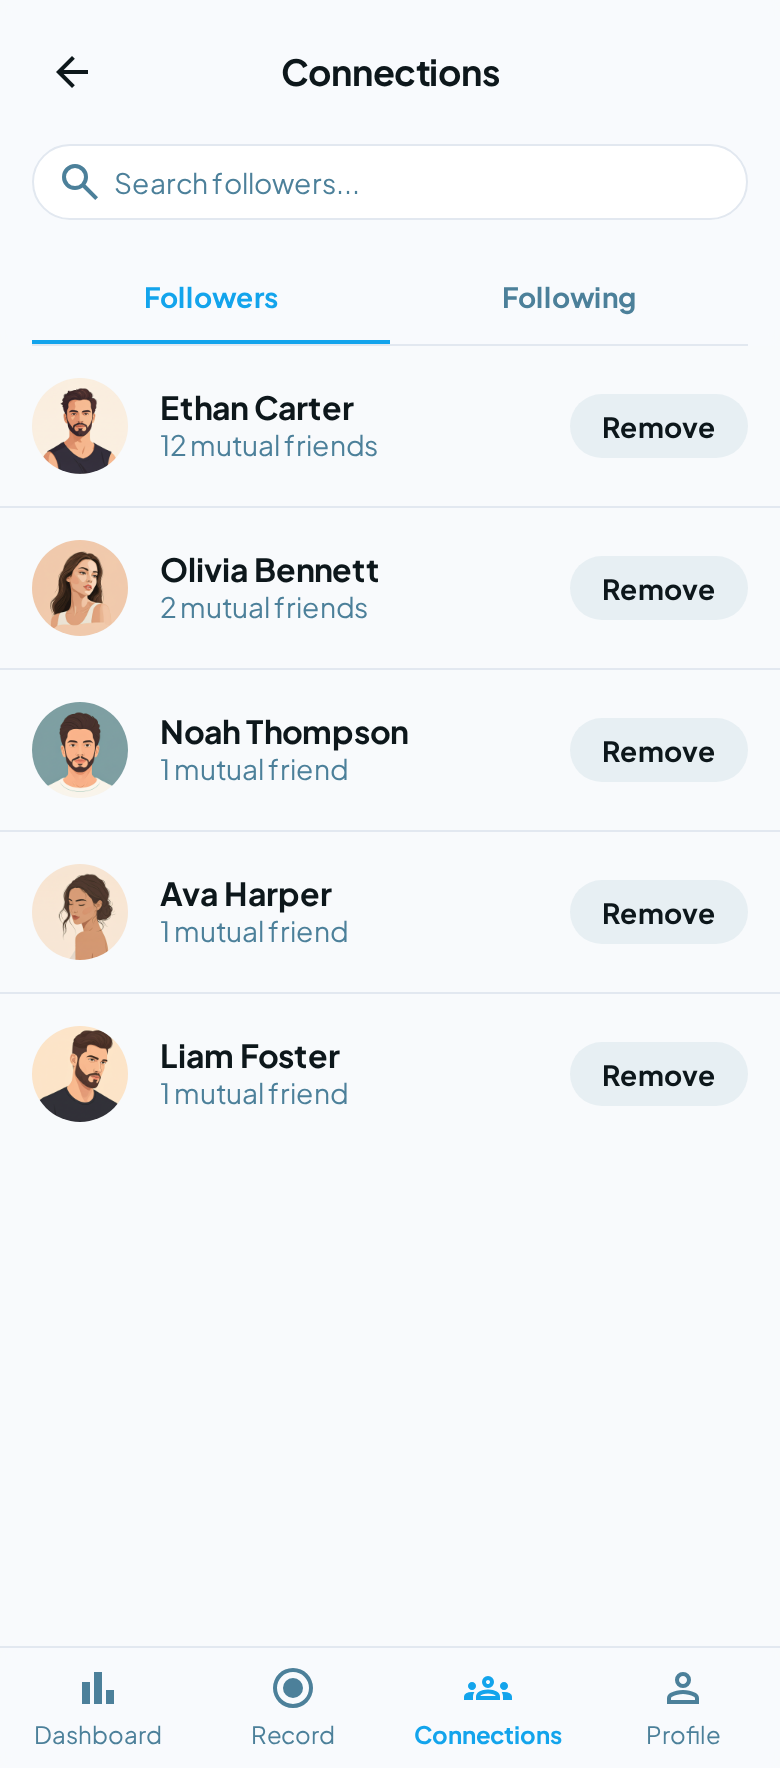 Connections
Search followers...
Followers
Following
Ethan Carter
12 mutual friends
Remove
Olivia Bennett
2 mutual friends
Remove
Noah Thompson
1 mutual friend
Remove
Ava Harper
1 mutual friend
Remove
Liam Foster
1 mutual friend
Remove
Dashboard
Record
Connections
Profile